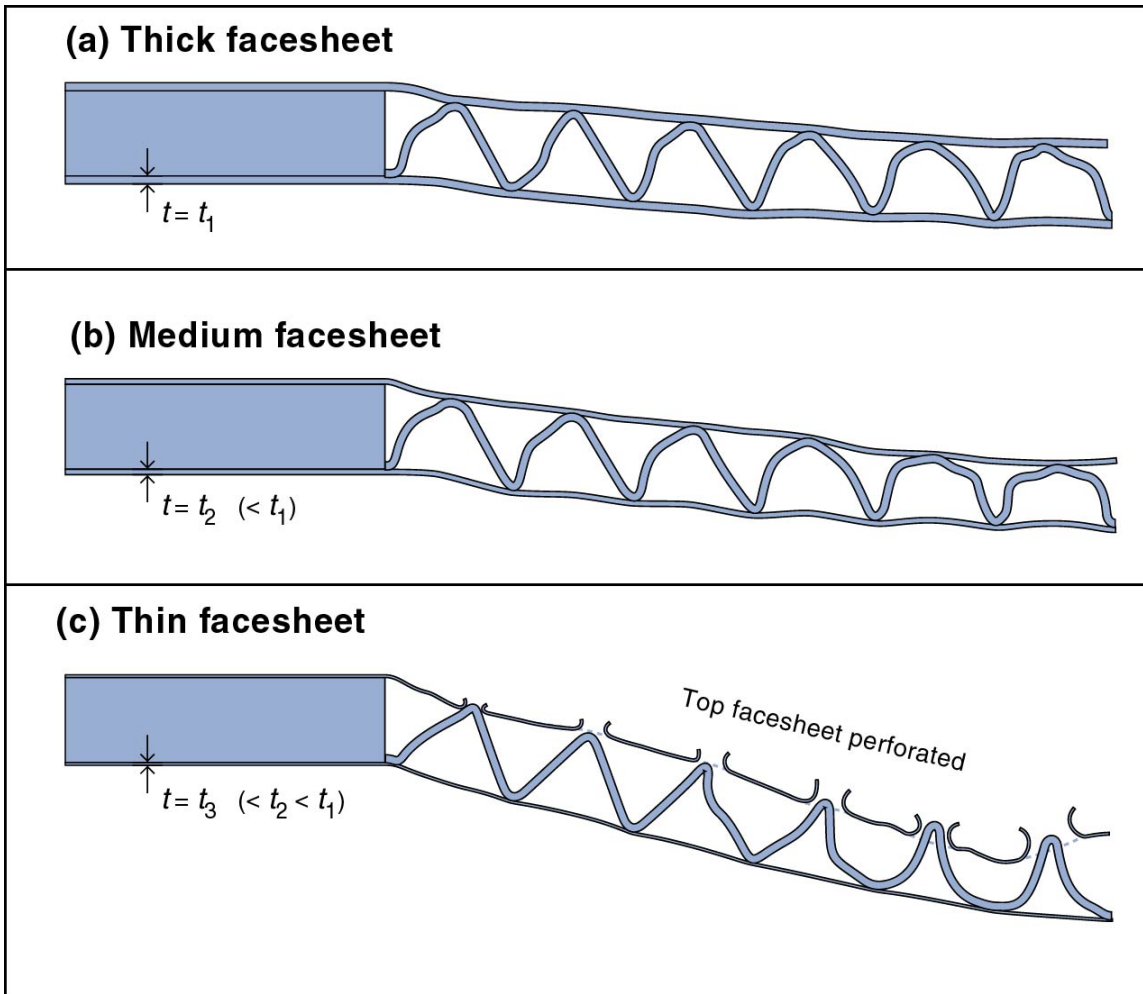 (a) Thick facesheet
t = t₁
(b) Medium facesheet
t = t₂ (< t₁)
(c) Thin facesheet
Top facesheet perforated
t = t₃ (< t₂ < t₁)